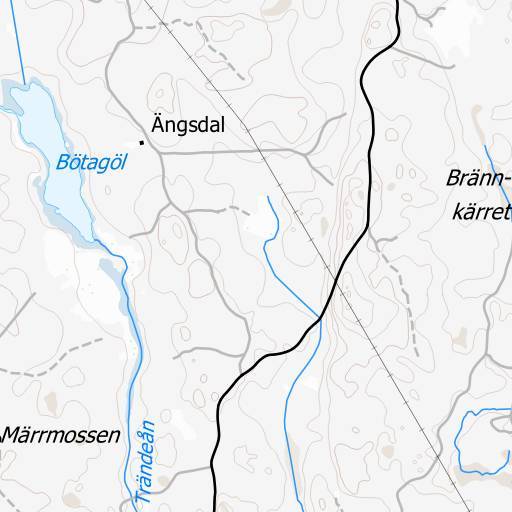 Ängsdal
Bötagöl
Bränn-
kärret
Märrmossen
Trändeån